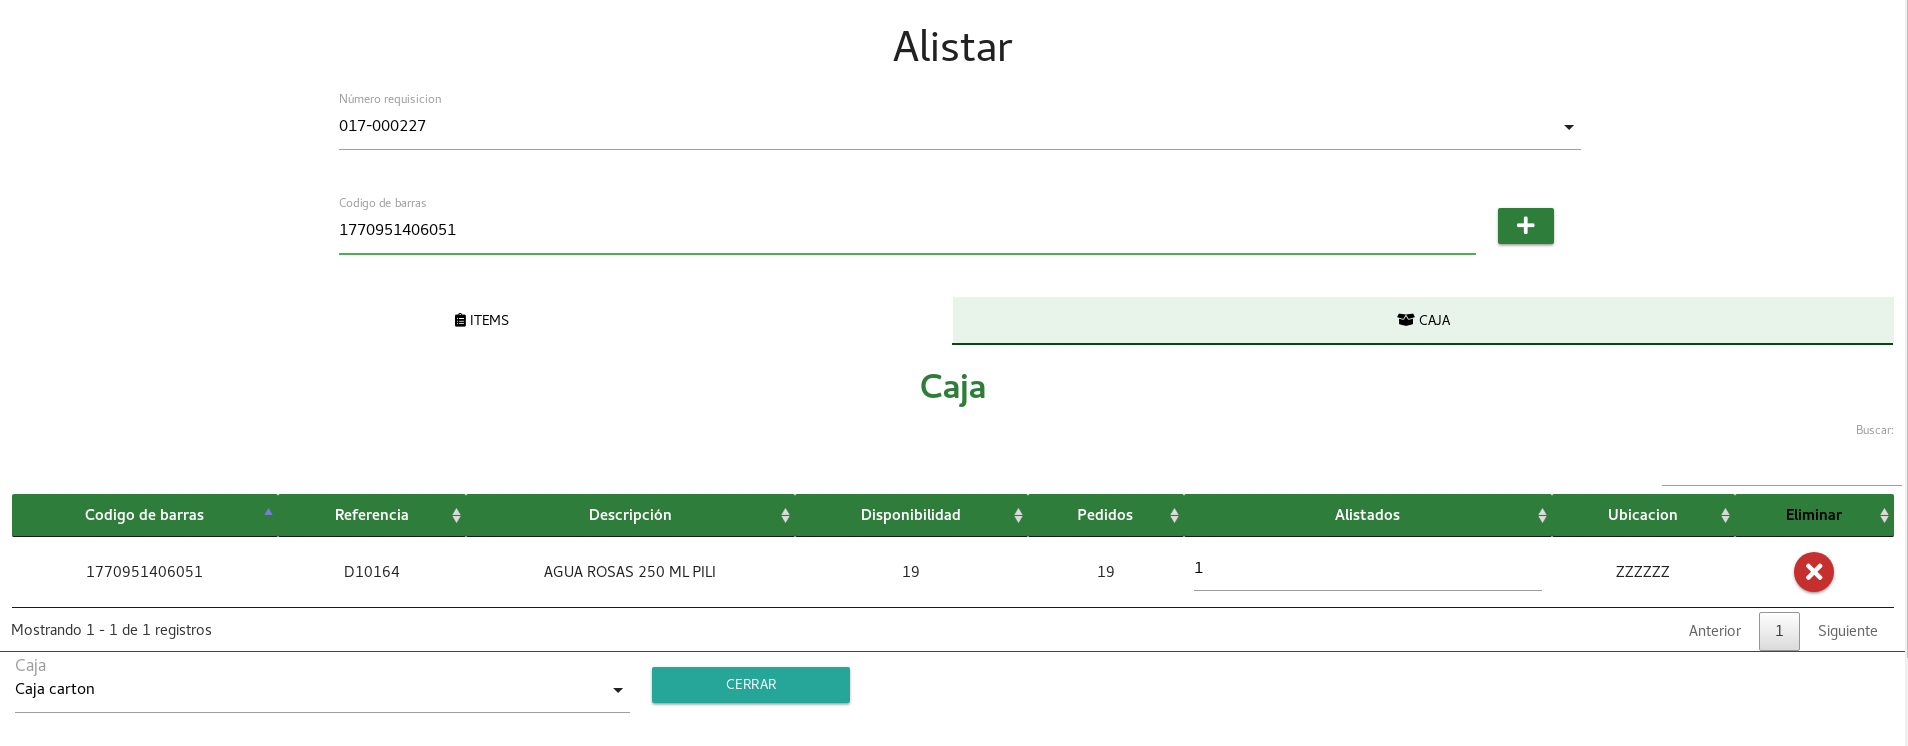 Alistar
Número requisicion
017-000227
Codigo de barras
1770951406051
ITEMS
CAJA
Caja
Buscar:
Codigo de barras Referencia Descripción Disponibilidad Pedidos Alistados Ubicacion Eliminar
1770951406051 D10164 AGUA ROSAS 250 ML PILI 19 19 1 ZZZZZZ
Mostrando 1 - 1 de 1 registros
Anterior 1 Siguiente
Caja
Caja carton
CERRAR